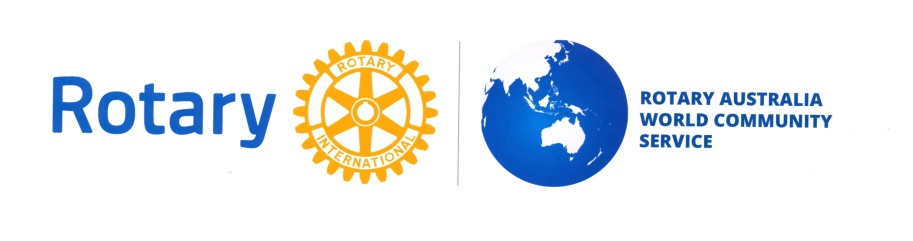 Rotary
ROTARY
INTERNATIONAL
ROTARY AUSTRALIA
WORLD COMMUNITY
SERVICE